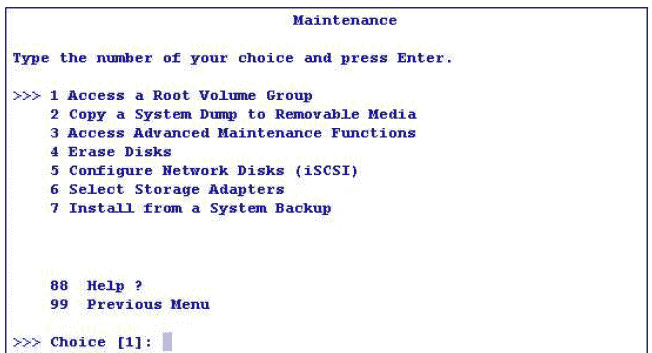 Maintenance
Type the number of your choice and press Enter.
>>> 1 Access a Root Volume Group
2 Copy a System Dump to Removable Media
3 Access Advanced Maintenance Functions
4 Erase Disks
5 Configure Network Disks (iSCSI)
6 Select Storage Adapters
7 Install from a System Backup
88 Help ?
99 Previous Menu
>>> Choice [1]: